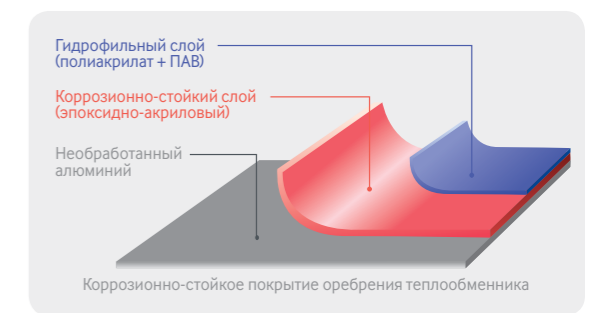 Гидрофильный слой
(полиакрилат + ПАВ)
Коррозионно-стойкий слой
(эпоксидно-акриловый)
Необработанный
алюминий
Коррозионно-стойкое покрытие оребрения теплообменника